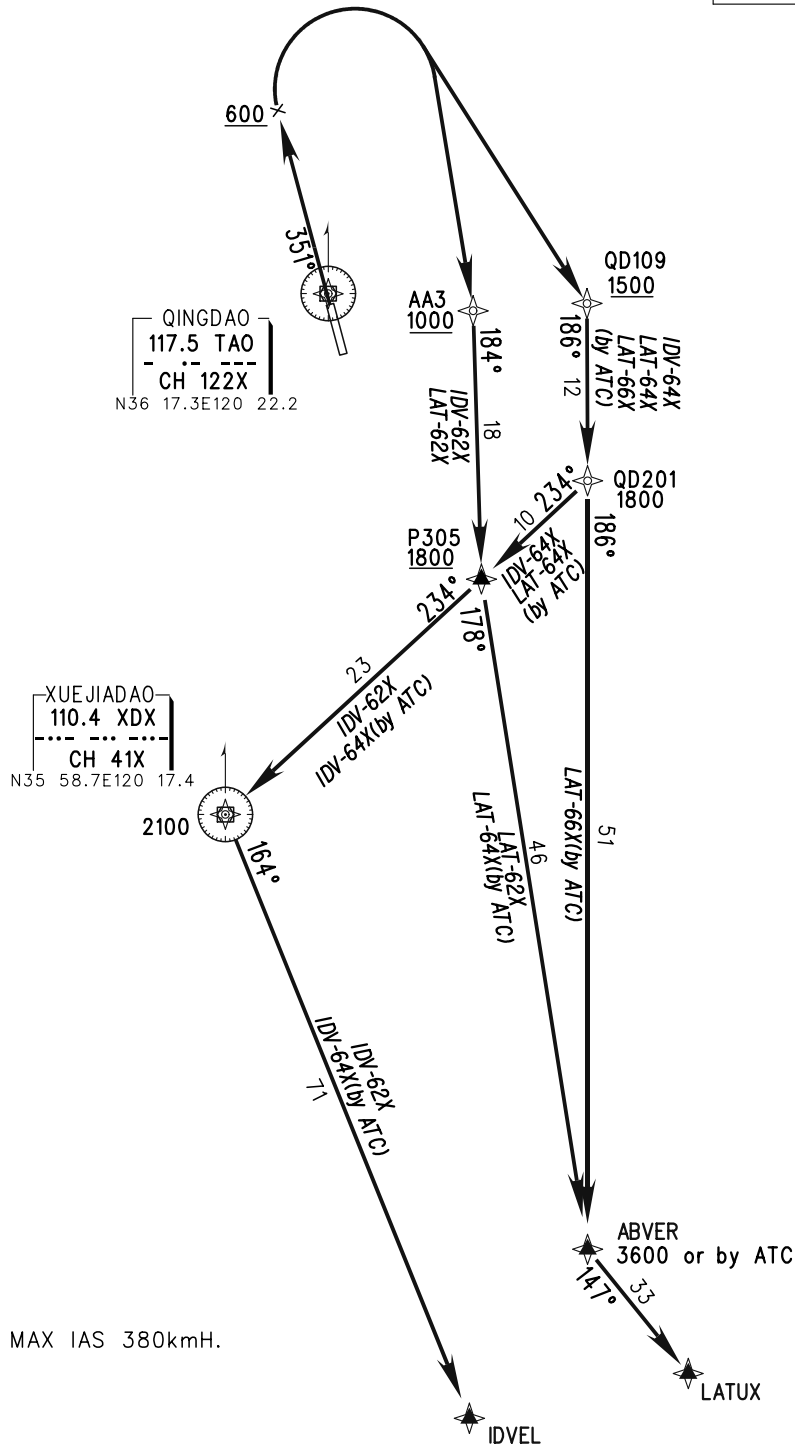 600
351°
QINGDAO
117.5 TAO
- ·- ---
CH 122X
N36 17.3E120 22.2
AA3
1000
184°
18
IDV-62X
LAT-62X
QD109
1500
186°
12
IDV-64X
LAT-64X
LAT-66X
(by ATC)
QD201
1800
234°
10
IDV-64X
LAT-64X
(by ATC)
186°
P305
1800
234°
178°
23
IDV-62X
IDV-64X(by ATC)
XUEJIADAO
110.4 XDX
-··- -·· -··-
CH 41X
N35 58.7E120 17.4
2100
164°
46
LAT-62X
LAT-64X(by ATC)
51
LAT-66X(by ATC)
IDV-62X
IDV-64X(by ATC)
71
ABVER
3600 or by ATC
147°
33
MAX IAS 380kmH.
LATUX
IDVEL